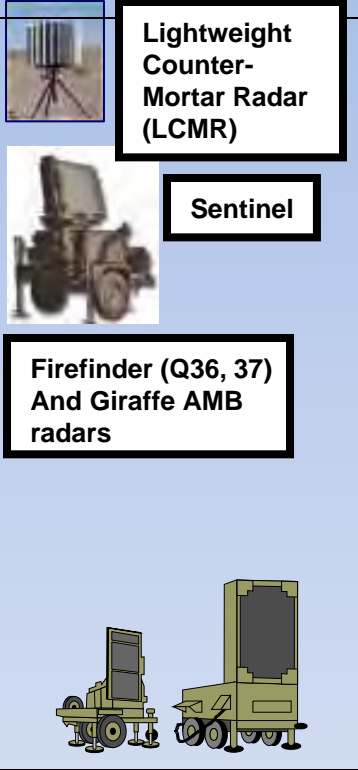 Lightweight
Counter-
Mortar Radar
(LCMR)
Sentinel
Firefinder (Q36, 37)
And Giraffe AMB
radars